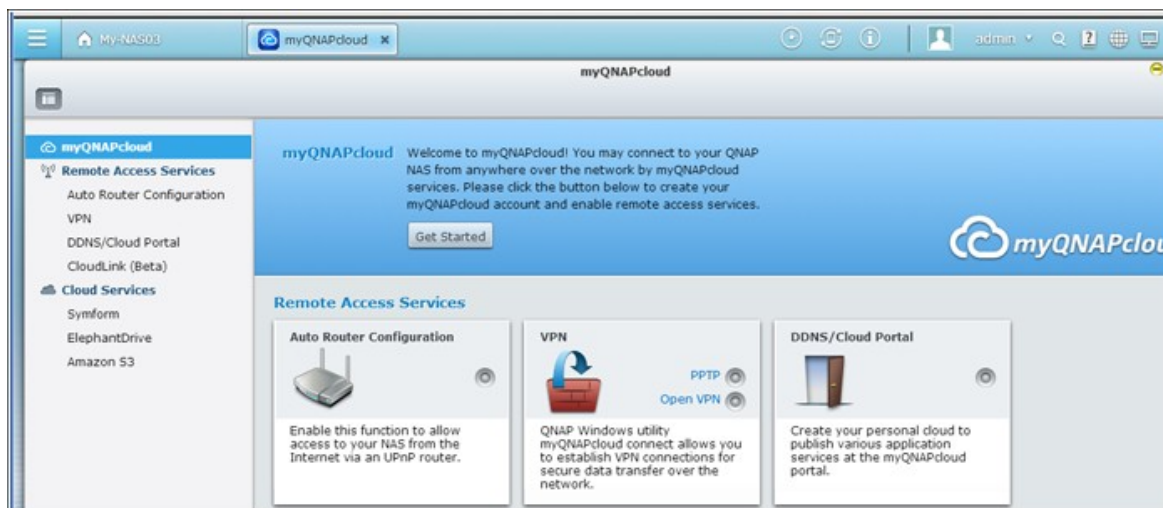 My-NAS03
myQNAPcloud
admin
myQNAPcloud
myQNAPcloud
Remote Access Services
Auto Router Configuration
VPN
DDNS/Cloud Portal
CloudLink (Beta)
Cloud Services
Symform
ElephantDrive
Amazon S3
myQNAPcloud
Welcome to myQNAPcloud! You may connect to your QNAP
NAS from anywhere over the network by myQNAPcloud
services. Please click the button below to create your
myQNAPcloud account and enable remote access services.
Get Started
myQNAPclou
Remote Access Services
Auto Router Configuration
Enable this function to allow
access to your NAS from the
Internet via an UPnP router.
VPN
PPTP
Open VPN
QNAP Windows utility
myQNAPcloud connect allows you
to establish VPN connections for
secure data transfer over the
network.
DDNS/Cloud Portal
Create your personal cloud to
publish various application
services at the myQNAPcloud
portal.